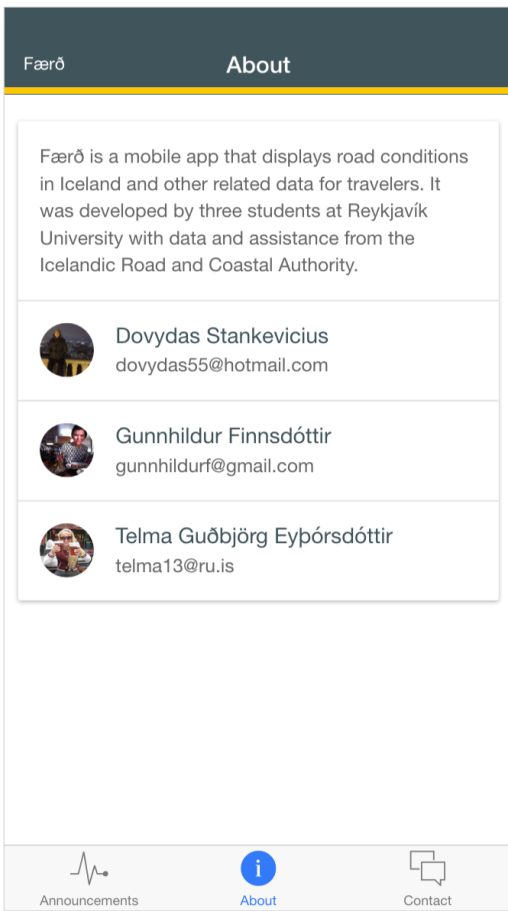 Færð
About
Færð is a mobile app that displays road conditions
in Iceland and other related data for travelers. It
was developed by three students at Reykjavík
University with data and assistance from the
Icelandic Road and Coastal Authority.
Dovydas Stankevicius
dovydas55@hotmail.com
Gunnhildur Finnsdóttir
gunnhildurf@gmail.com
Telma Guðbjörg Eyþórsdóttir
telma13@ru.is
Announcements
About
Contact